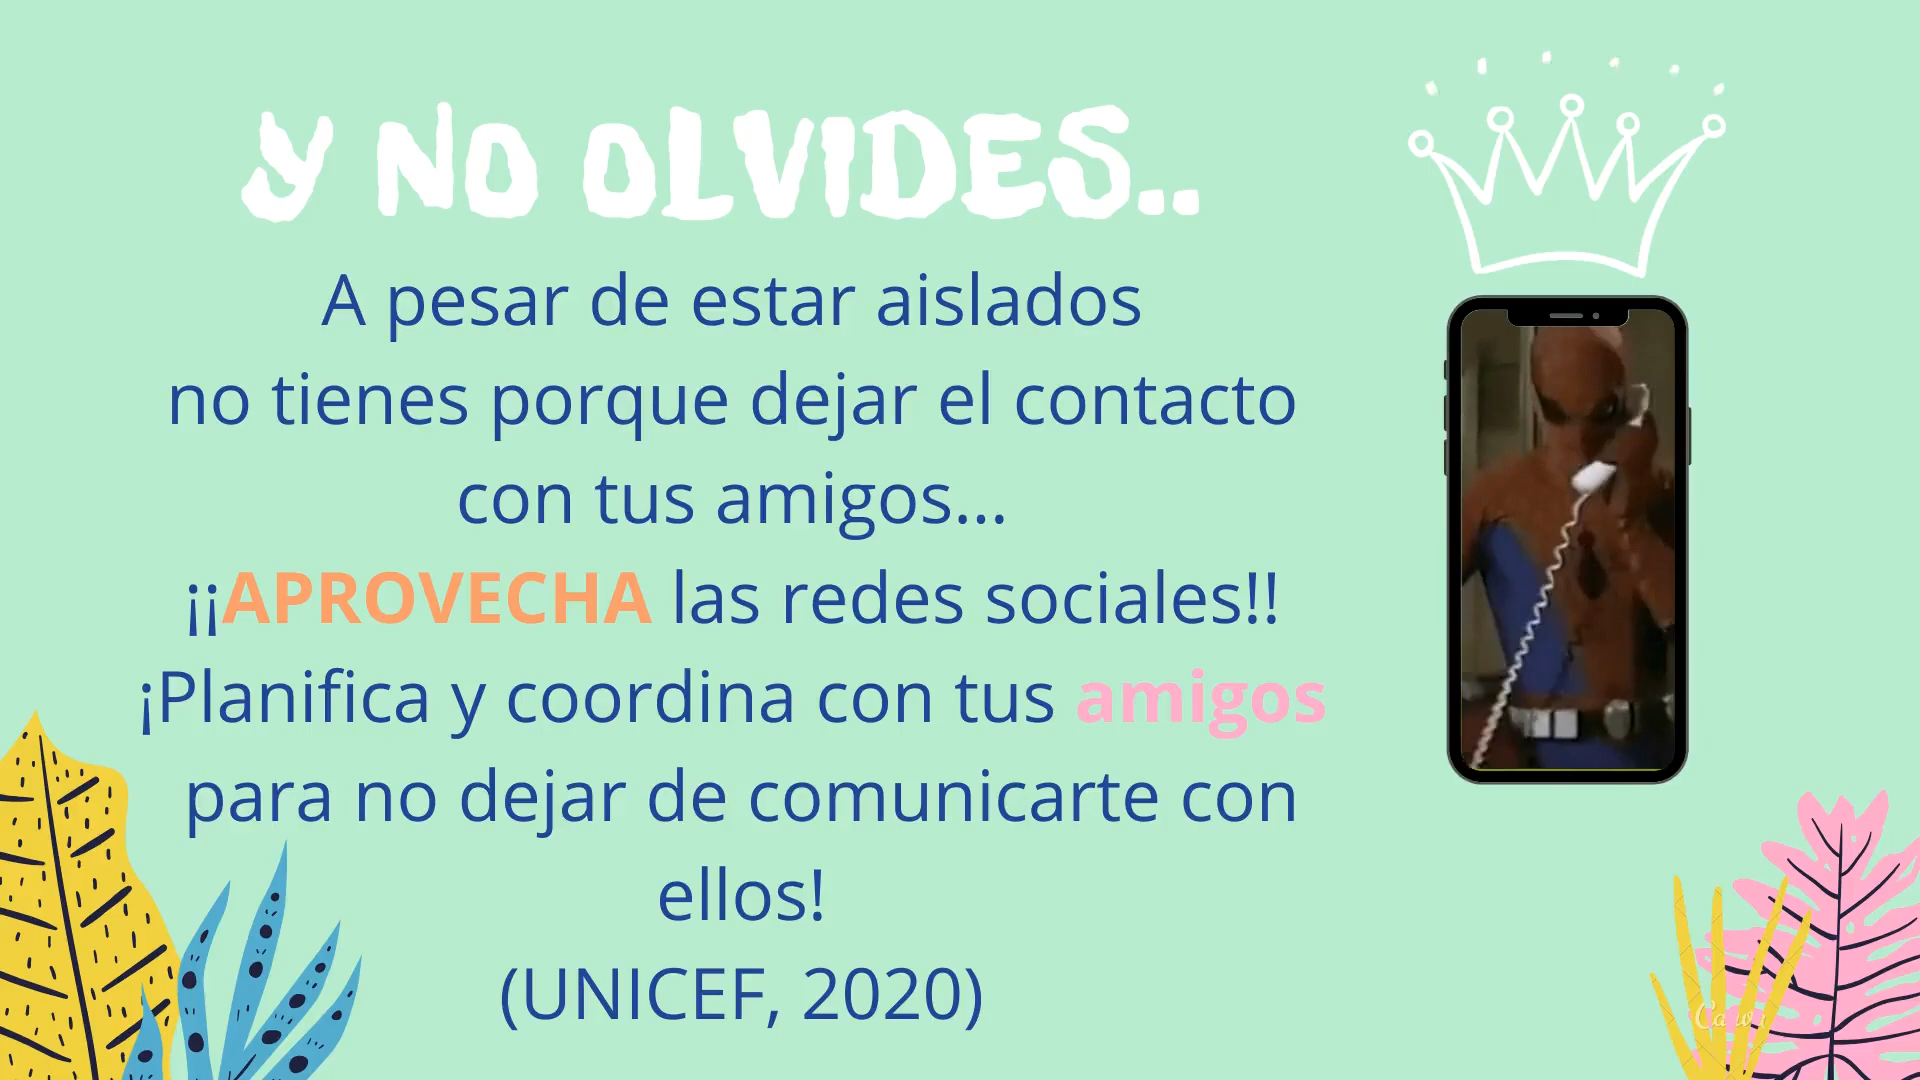 Y NO OLVIDES..
A pesar de estar aislados
no tienes porque dejar el contacto
con tus amigos...
¡¡APROVECHA las redes sociales!!
¡Planifica y coordina con tus amigos
para no dejar de comunicarte con
ellos!
(UNICEF, 2020)
Canva